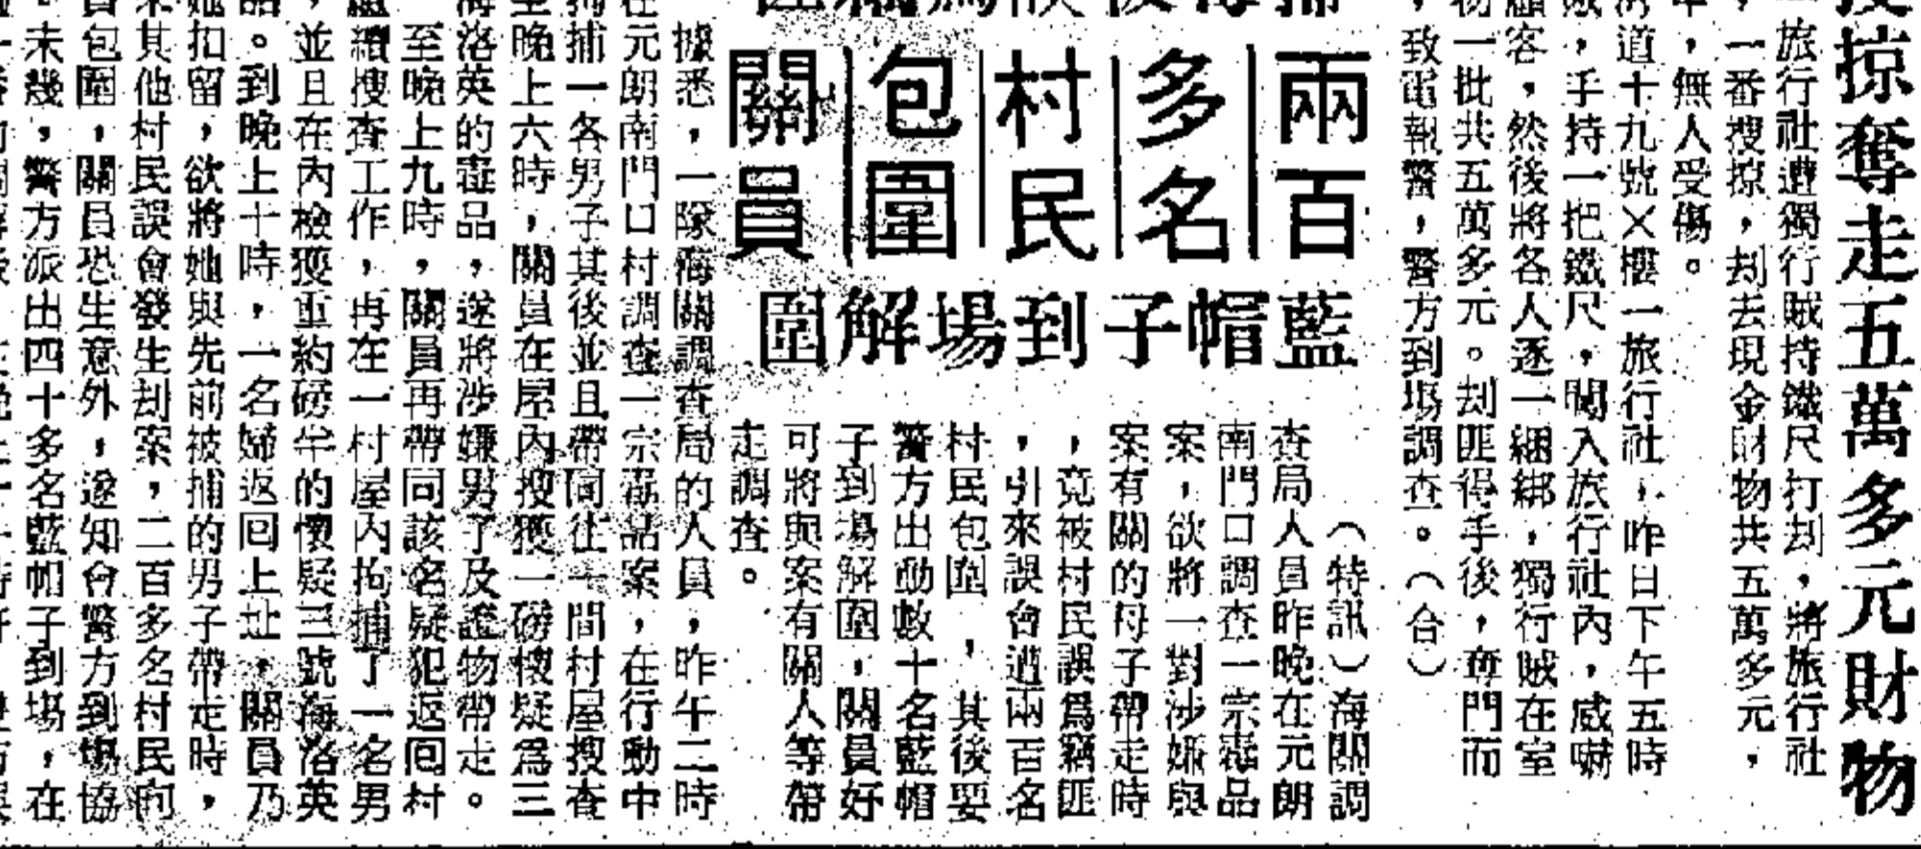 掠奪走五萬多元財物
旅行社遭獨行賊持鐵尺打刦，將旅行社
，一番搜掠，刦去現金財物共五萬多元，
，無人受傷。
道十九號X樓一旅行社，昨日下午五時
，手持一把鐵尺，闖入旅行社內，威嚇
顧客，然後將各人逐一綑綁，獨行賊在室
物一批共五萬多元。刦匪得手後，奪門而
，致電報警，警方到塲調查。（合）
兩百
多名
村民
包圍
關員
藍帽子到場解圍
（特訊）海關調
查局人員昨晚在元朗
南門口調查一宗毒品
案，欲將一對涉嫌與
案有關的母子帶走時
，竟被村民誤爲竊匪
，引來誤會遭兩百名
村民包圍，其後要
警方出動數十名藍帽
子到塲解圍，關員好
可將與案有關人等帶
走調查。
據悉，一隊海關調查局的人員，昨午二時
在元朗南門口村調查一宗毒品案，在行動中
捕一各男子其後並且帶同往一間村屋搜查
至晚上六時，關員在屋內搜獲一磅懷疑爲三
海洛英的毒品，遂將涉嫌男子及證物帶走。
至晚上九時，關員再帶同該名疑犯返回村
繼續搜查工作，再在一村屋內拘捕了一名男
，並且在內檢獲重約磅半的懷疑三號海洛英
品。到晚上十時，一名婦返回上址，關員乃
她扣留，欲將她與先前被捕的男子帶走時，
其他村民誤會發生刦案，二百多名村民向
員包圍，關員恐生意外，遂知會警方到塲協
。未幾，警方派出四十多名藍帽子到塲，在